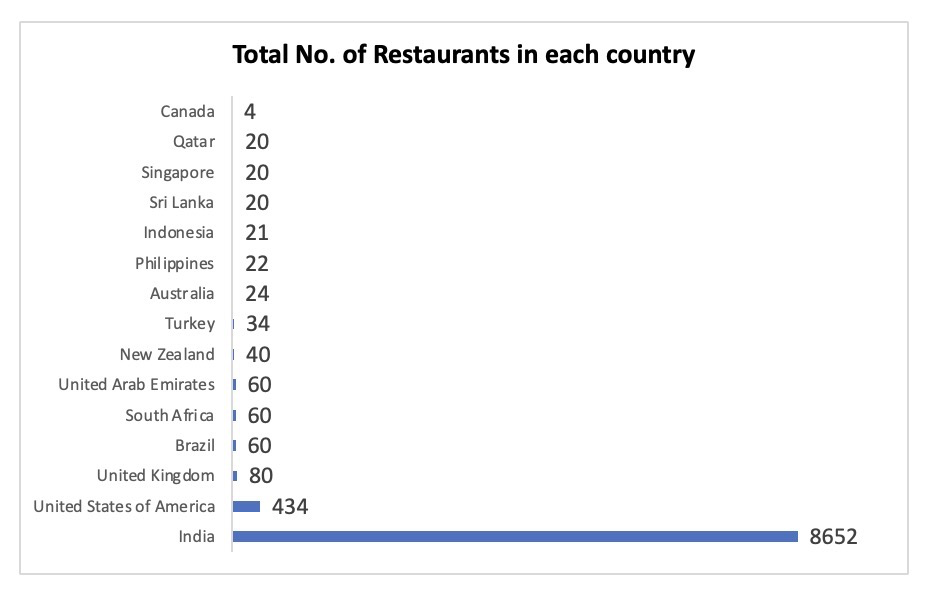 Total No. of Restaurants in each country
Canada 4
Qatar 20
Singapore 20
Sri Lanka 20
Indonesia 21
Philippines 22
Australia 24
Turkey 34
New Zealand 40
United Arab Emirates 60
South Africa 60
Brazil 60
United Kingdom 80
United States of America 434
India 8652